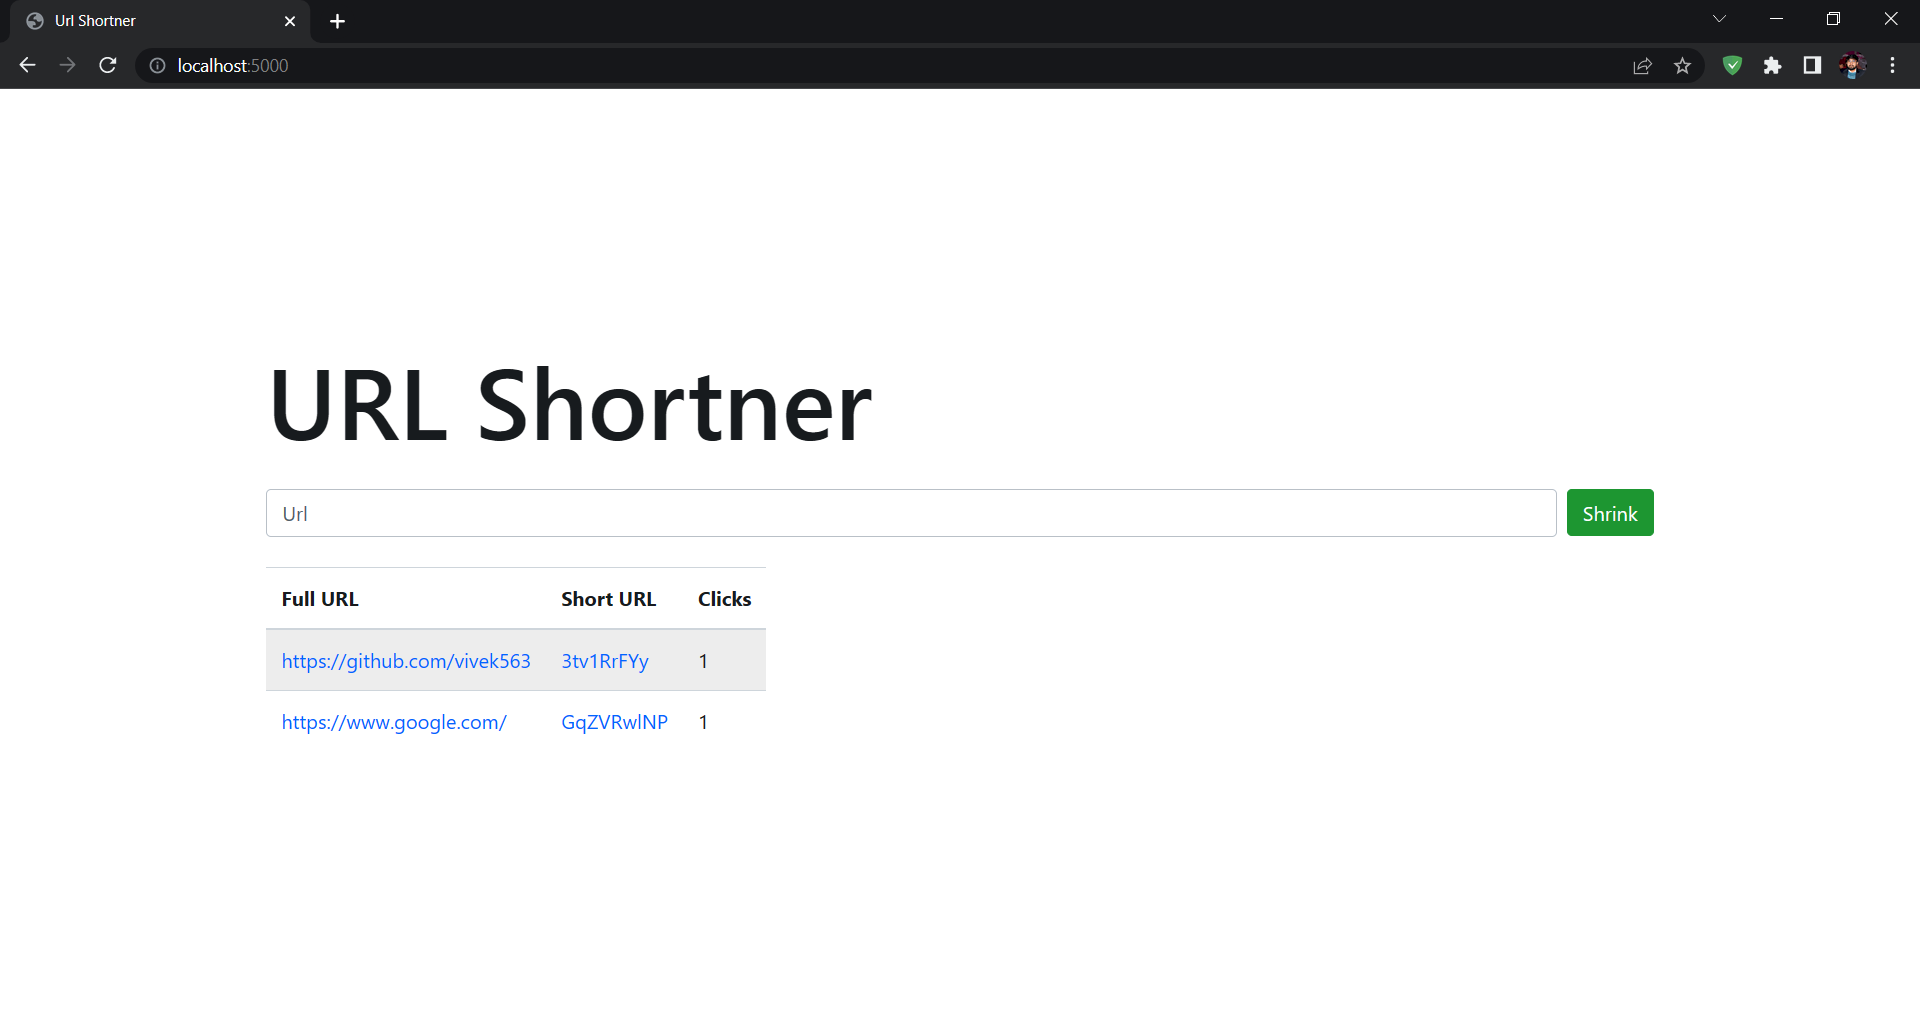 Url Shortner
localhost:5000
URL Shortner
Url Shrink
Full URL Short URL Clicks
https://github.com/vivek563 3tv1RrFYy 1
https://www.google.com/ GqZVRwlNP 1